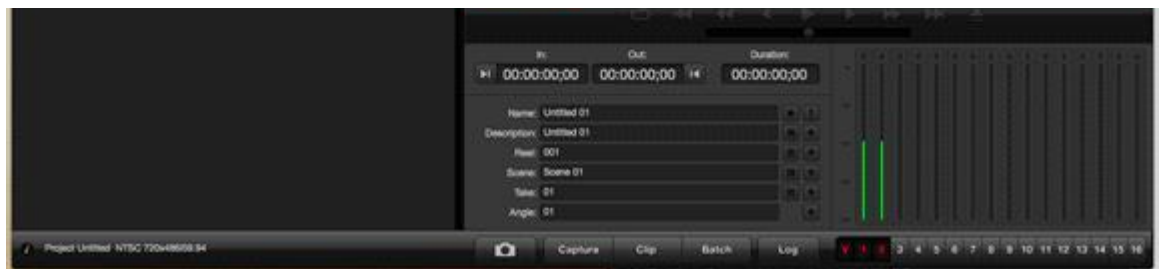 In: Out: Duration:
00:00:00;00 00:00:00;00 00:00:00;00
Name: Untitled 01
Description: Untitled 01
Reel: 001
Scene: Scene 01
Take: 01
Angle: 01
i Project Untitled NTSC 720x486i59.94 Capture Clip Batch Log V 1 2 3 4 5 6 7 8 9 10 11 12 13 14 15 16